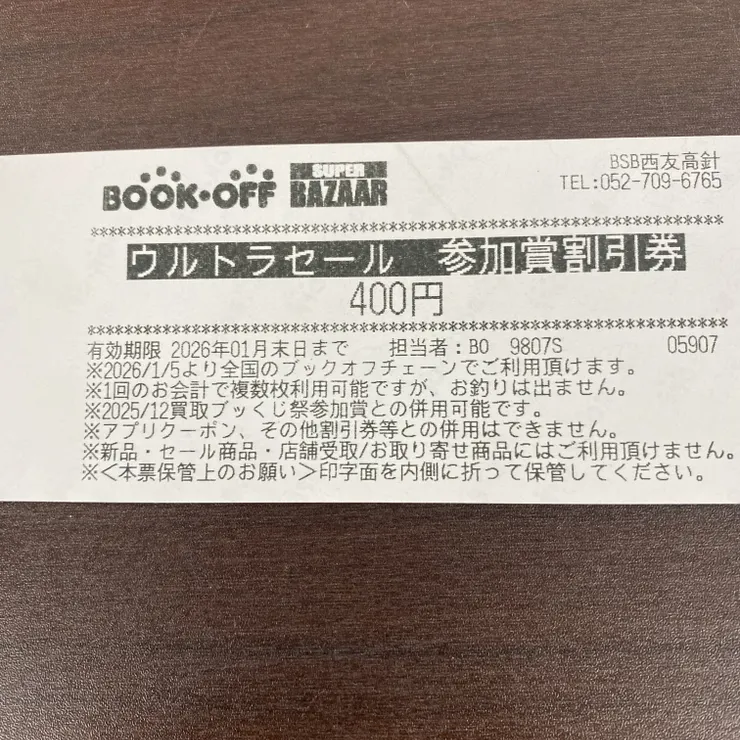 BOOK・OFF SUPER BAZAAR
BSB西友高針
TEL:052-709-6765
**********************************************************
ウルトラセール 参加賞割引券
400円
**********************************************************
有効期限 2026年01月末日まで 担当者:BO 9807S 05907
※2026/1/5より全国のブックオフチェーンでご利用頂けます。
※1回のお会計で複数枚利用可能ですが、お釣りは出ません。
※2025/12買取ブッくじ祭参加賞との併用可能です。
※アプリクーポン、その他割引券等との併用はできません。
※新品・セール商品・店舗受取/お取り寄せ商品にはご利用頂けません。
※<本票保管上のお願い>印字面を内側に折って保管してください。